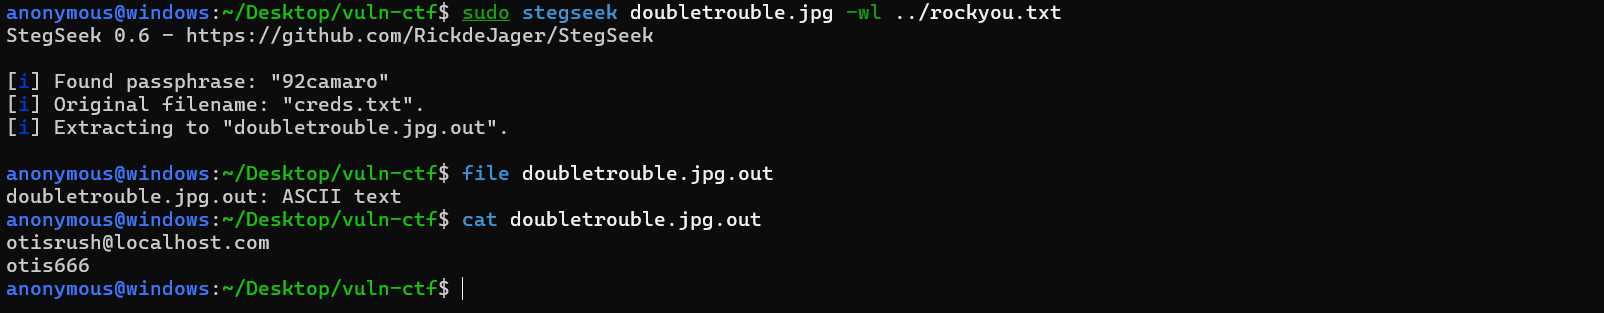 anonymous@windows:~/Desktop/vuln-ctf$ sudo stegseek doubletrouble.jpg -wl ../rockyou.txt
StegSeek 0.6 - https://github.com/RickdeJager/StegSeek
[i] Found passphrase: "92camaro"
[i] Original filename: "creds.txt".
[i] Extracting to "doubletrouble.jpg.out".
anonymous@windows:~/Desktop/vuln-ctf$ file doubletrouble.jpg.out
doubletrouble.jpg.out: ASCII text
anonymous@windows:~/Desktop/vuln-ctf$ cat doubletrouble.jpg.out
otisrush@localhost.com
otis666
anonymous@windows:~/Desktop/vuln-ctf$